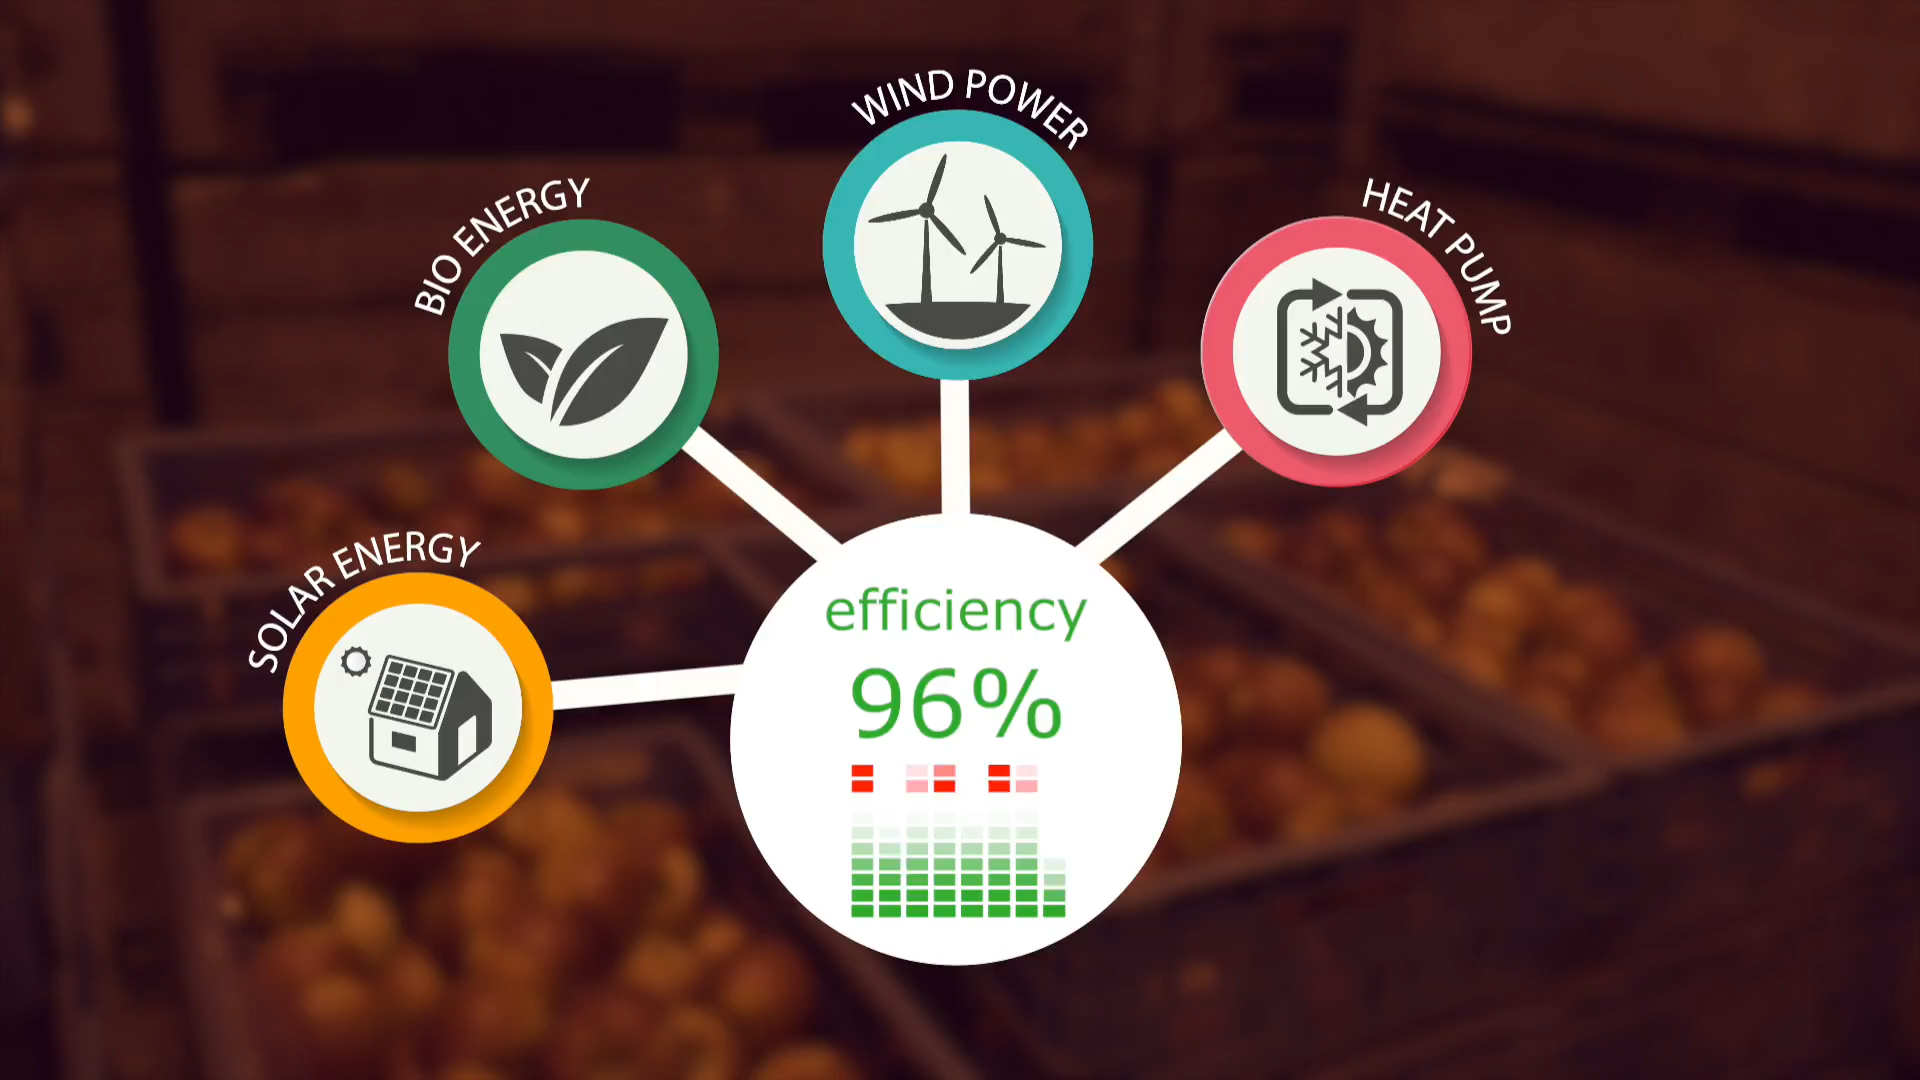 WIND POWER
BIO ENERGY
HEAT PUMP
SOLAR ENERGY
efficiency
96%